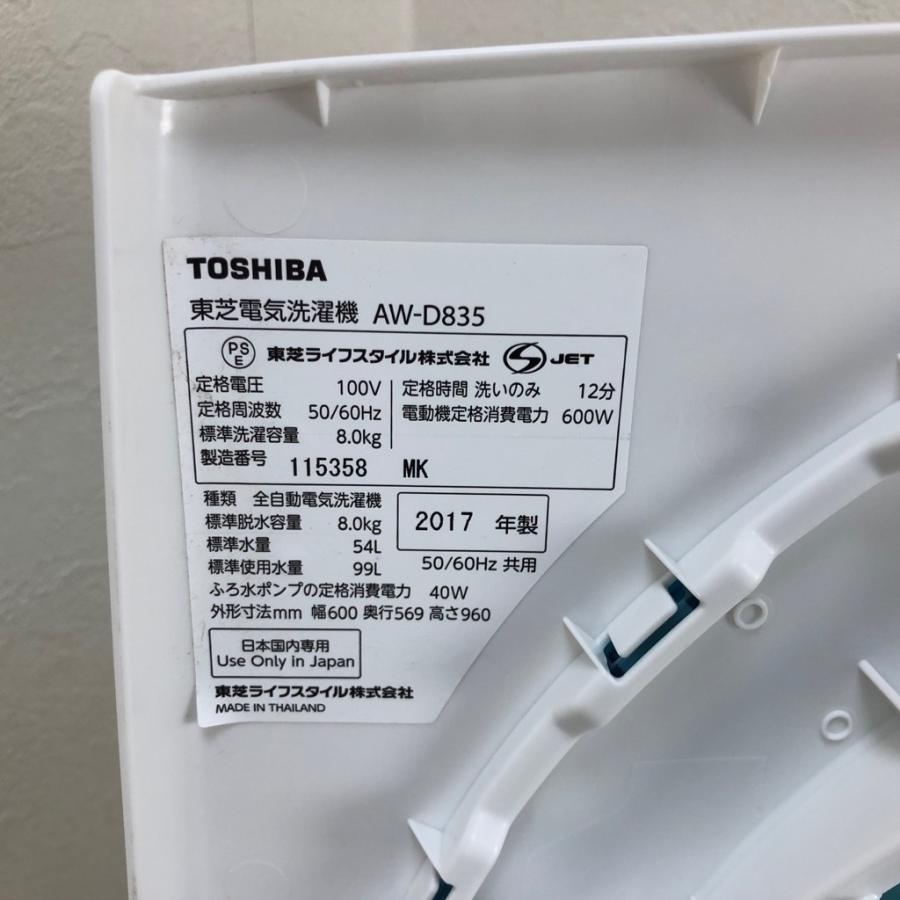 TOSHIBA
東芝電気洗濯機 AW-D835
PS E 東芝ライフスタイル株式会社 S JET
定格電圧 100V 定格時間 洗いのみ 12分
定格周波数 50/60Hz 電動機定格消費電力 600W
標準洗濯容量 8.0kg
製造番号 115358 MK
種類 全自動電気洗濯機
標準脱水容量 8.0kg 2017 年製
標準水量 54L
標準使用水量 99L 50/60Hz 共用
ふろ水ポンプの定格消費電力 40W
外形寸法mm 幅600 奥行569 高さ960
日本国内専用
Use Only in Japan
東芝ライフスタイル株式会社
MADE IN THAILAND